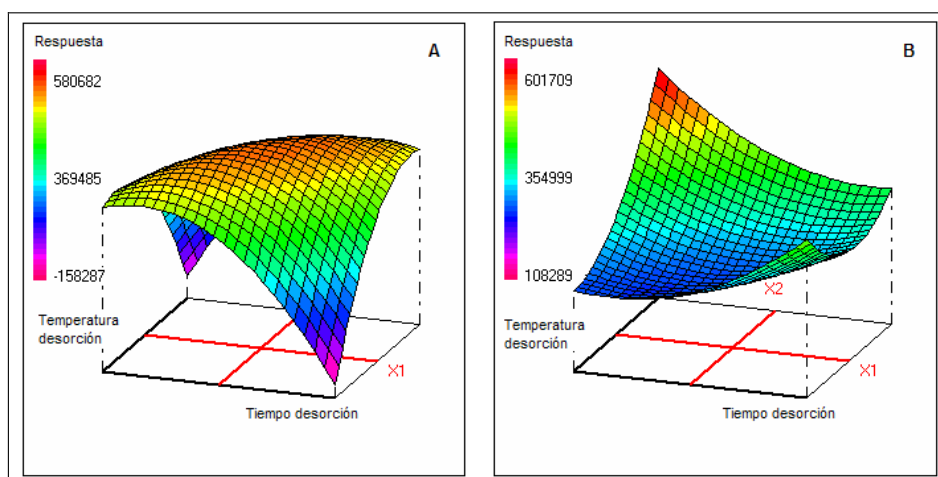 Respuesta
A
580682
369485
-158287
Temperatura
desorción
X1
Tiempo desorción
Respuesta
B
601709
354999
108289
X2
Temperatura
desorción
X1
Tiempo desorción